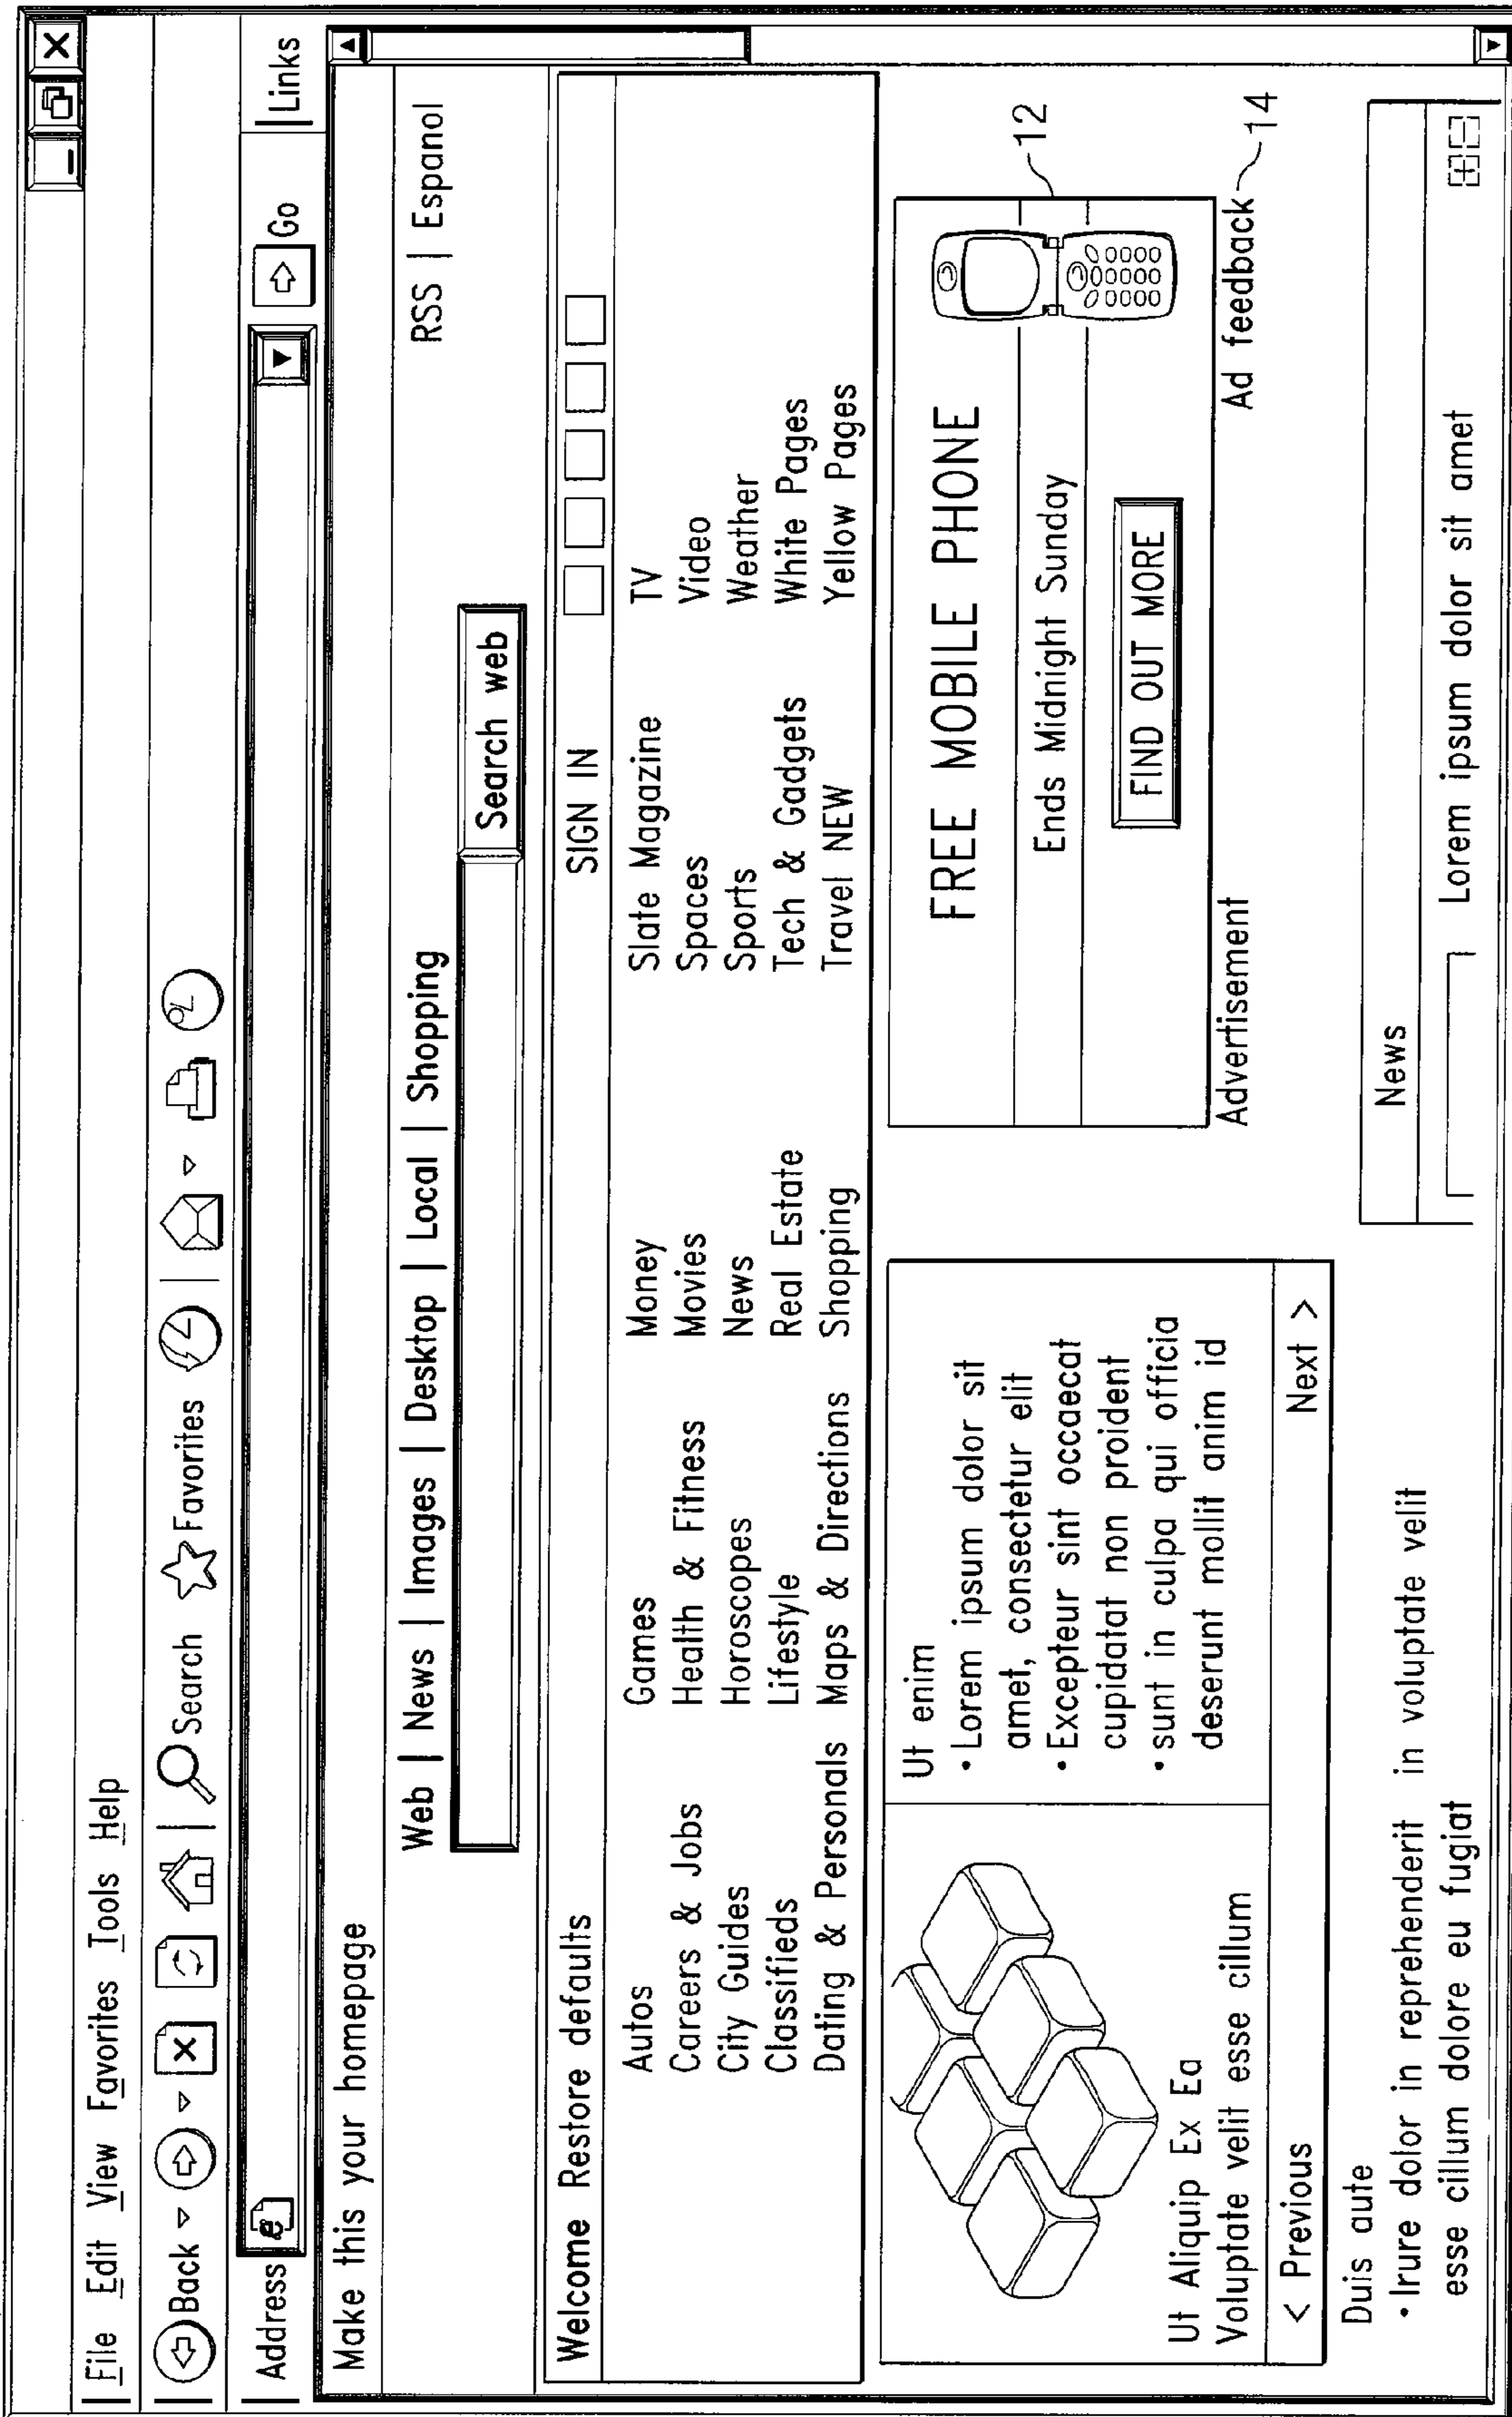 File Edit View Favorites Tools Help
Back Search Favorites
Address Go Links
Make this your homepage
Web | News | Images | Desktop | Local | Shopping
RSS | Espanol
Search web
Welcome Restore defaults
SIGN IN
Autos
Careers & Jobs
City Guides
Classifieds
Dating & Personals
Games
Health & Fitness
Horoscopes
Lifestyle
Maps & Directions
Money
Movies
News
Real Estate
Shopping
Slate Magazine
Spaces
Sports
Tech & Gadgets
Travel NEW
TV
Video
Weather
White Pages
Yellow Pages
Ut Aliquip Ex Ea
Voluptate velit esse cillum
Ut enim
• Lorem ipsum dolor sit
amet, consectetur elit
• Excepteur sint occaecat
cupidatat non proident
• sunt in culpa qui officia
deserunt mollit anim id
< Previous Next >
Duis aute
• Irure dolor in reprehenderit in voluptate velit
esse cillum dolore eu fugiat
FREE MOBILE PHONE
Ends Midnight Sunday
FIND OUT MORE
12
Advertisement
Ad feedback
14
News
Lorem ipsum dolor sit amet